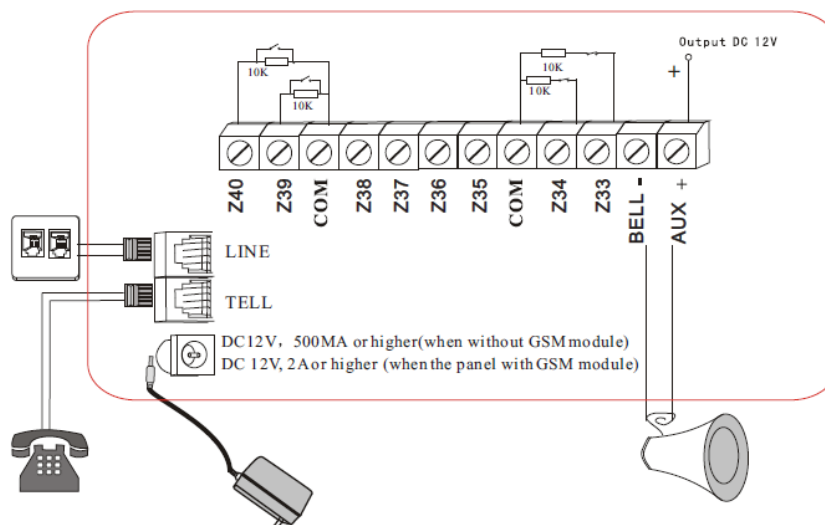 Output DC 12V
+
10K
10K
10K
10K
Z40
Z39
COM
Z38
Z37
Z36
Z35
COM
Z34
Z33
BELL -
AUX +
LINE
TELL
DC12V, 500MA or higher(when without GSM module)
DC 12V, 2A or higher (when the panel with GSM module)